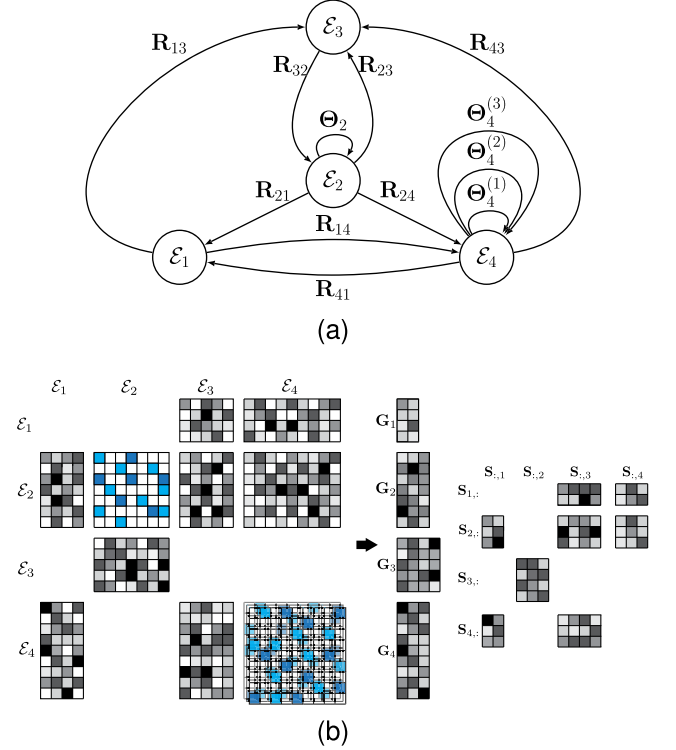 ℰ₃
R₁₃ R₄₃
R₃₂ R₂₃
Θ₄⁽³⁾
Θ₂
Θ₄⁽²⁾
ℰ₂
R₂₁ R₂₄ Θ₄⁽¹⁾
R₁₄
ℰ₁ ℰ₄
R₄₁
(a)
ℰ₁ ℰ₂ ℰ₃ ℰ₄
ℰ₁ G₁
S:,1 S:,2 S:,3 S:,4
ℰ₂ G₂ S1,:
S2,:
ℰ₃ G₃ S3,:
ℰ₄ G₄ S4,:
(b)